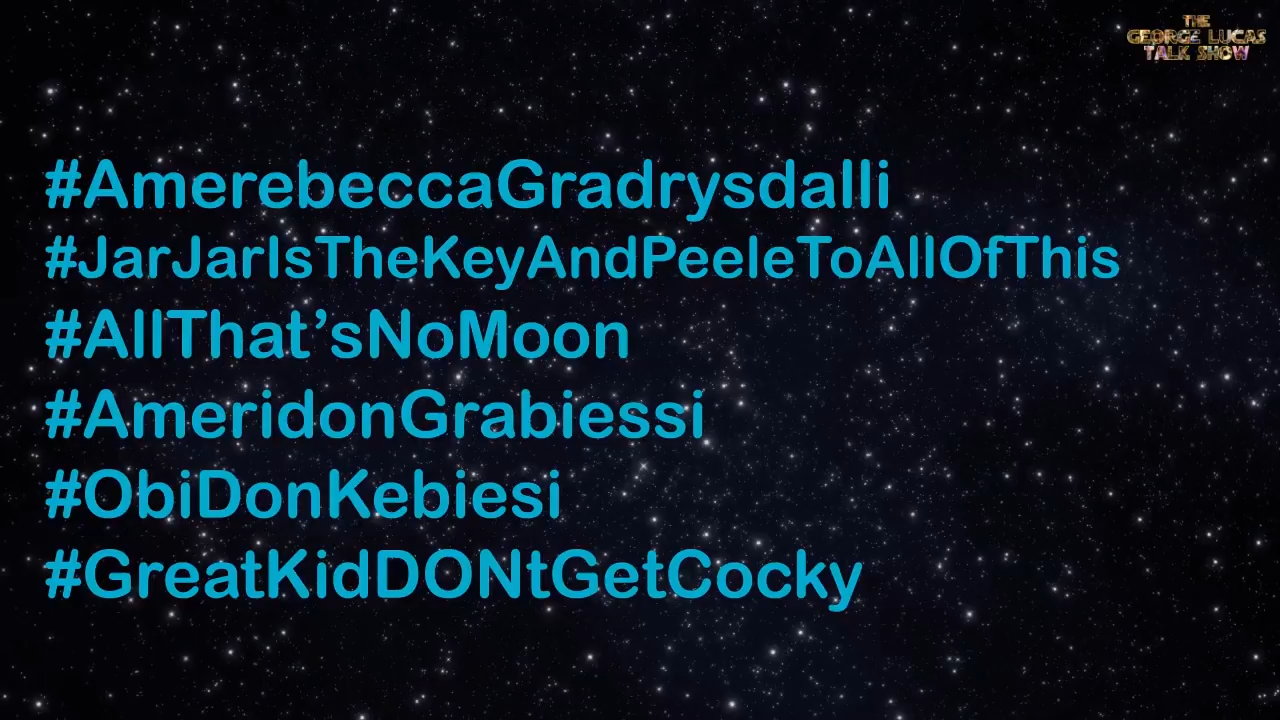 THE
GEORGE LUCAS
TALK SHOW
#AmerebeccaGradrysdalli
#JarJarIsTheKeyAndPeeleToAllOfThis
#AllThat’sNoMoon
#AmeridonGrabiessi
#ObiDonKebiesi
#GreatKidDONtGetCocky